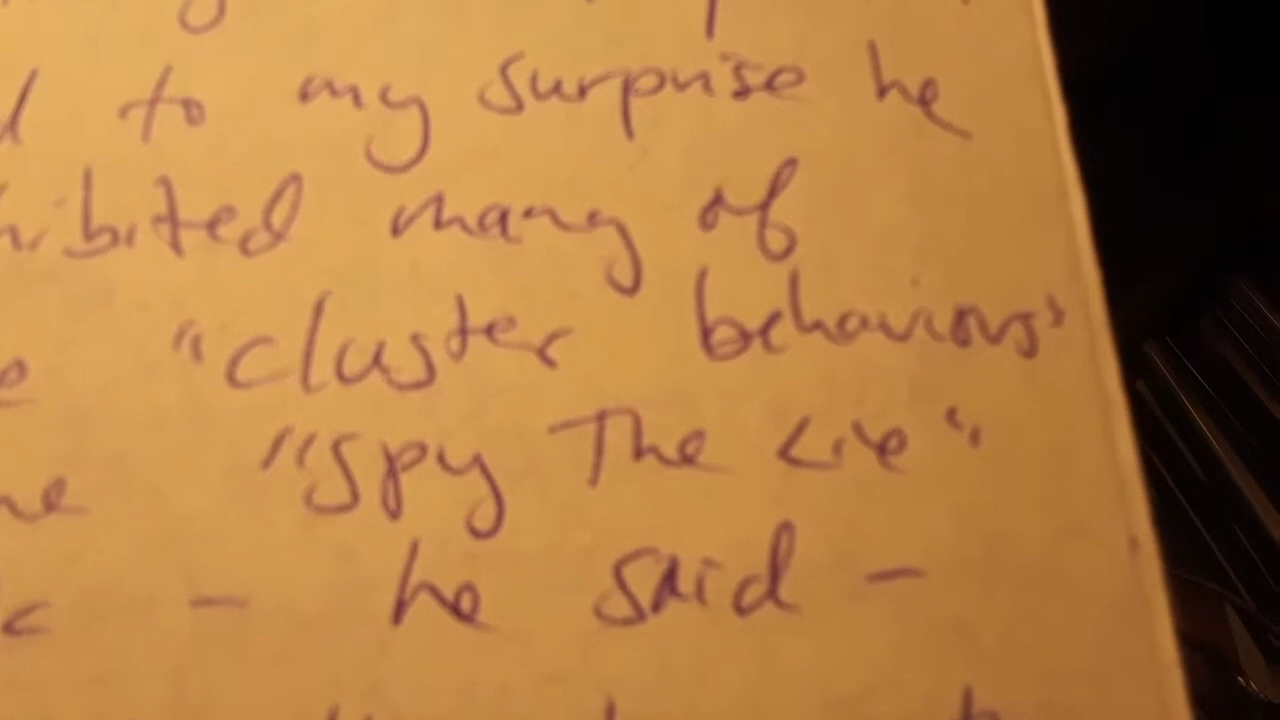 to my surprise he
many of
"cluster behaviors"
"Spy The Lie"
- he said -